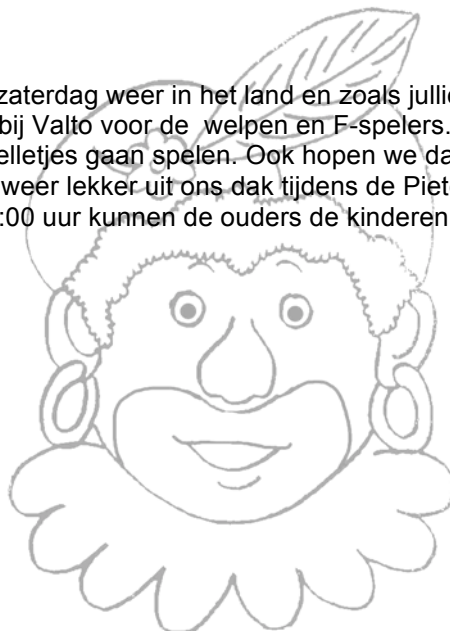 zaterdag weer in het land en zoals jullie
bij Valto voor de welpen en F-spelers.
elletjes gaan spelen. Ook hopen we da
weer lekker uit ons dak tijdens de Piet
:00 uur kunnen de ouders de kinderen